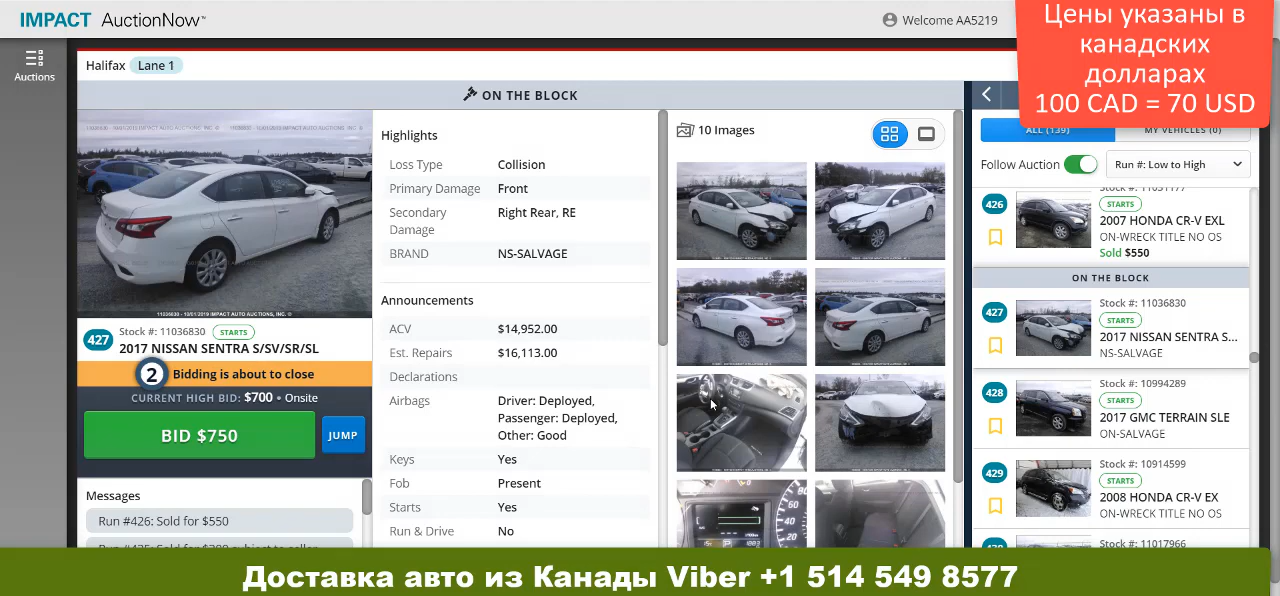 IMPACT AuctionNow™
Welcome AA5219
Цены указаны в
канадских
долларах
100 CAD = 70 USD
Auctions
Halifax Lane 1
ON THE BLOCK
Stock #: 11036830 STARTS
427
2017 NISSAN SENTRA S/SV/SR/SL
2 Bidding is about to close
CURRENT HIGH BID: $700 • Onsite
BID $750
JUMP
Messages
Run #426: Sold for $550
Highlights
Loss Type Collision
Primary Damage Front
Secondary Damage Right Rear, RE
BRAND NS-SALVAGE
Announcements
ACV $14,952.00
Est. Repairs $16,113.00
Declarations
Airbags Driver: Deployed,
Passenger: Deployed,
Other: Good
Keys Yes
Fob Present
Starts Yes
Run & Drive No
10 Images
ALL (139) MY VEHICLES (0)
Follow Auction Run #: Low to High
Stock #: 11031177
426 STARTS
2007 HONDA CR-V EXL
ON-WRECK TITLE NO OS
Sold $550
ON THE BLOCK
Stock #: 11036830
427 STARTS
2017 NISSAN SENTRA S...
NS-SALVAGE
Stock #: 10994289
428 STARTS
2017 GMC TERRAIN SLE
ON-SALVAGE
Stock #: 10914599
429 STARTS
2008 HONDA CR-V EX
ON-WRECK TITLE NO OS
Stock #: 11017966
Доставка авто из Канады Viber +1 514 549 8577